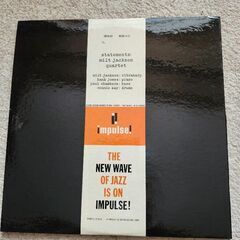 statements
milt jackson
quartet
milt jackson: vibraharp
hank jones: piano
paul chambers: bass
connie kay: drums
impulse!
THE
NEW WAVE
OF JAZZ
IS ON
IMPULSE!